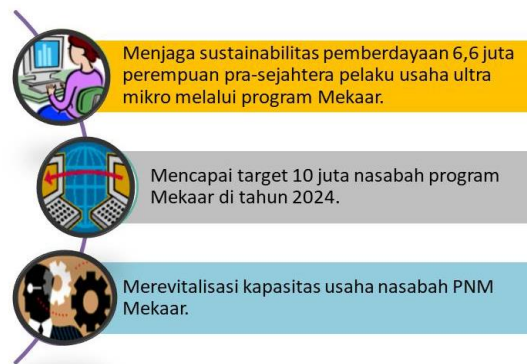 Menjaga sustainabilitas pemberdayaan 6,6 juta
perempuan pra-sejahtera pelaku usaha ultra
mikro melalui program Mekaar.
Mencapai target 10 juta nasabah program
Mekaar di tahun 2024.
Merevitalisasi kapasitas usaha nasabah PNM
Mekaar.